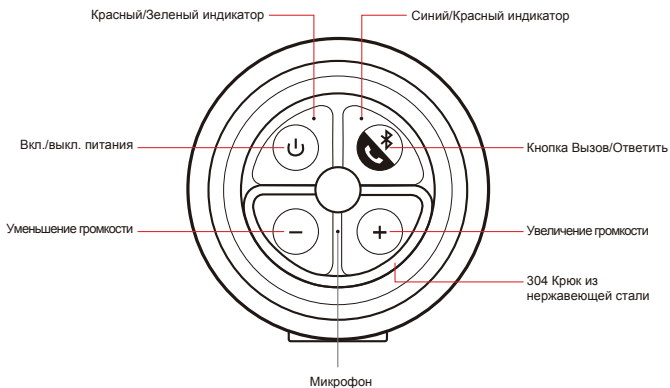 Красный/Зеленый индикатор
Синий/Красный индикатор
Вкл./выкл. питания
Кнопка Вызов/Ответить
Уменьшение громкости
Увеличение громкости
304 Крюк из
нержавеющей стали
Микрофон